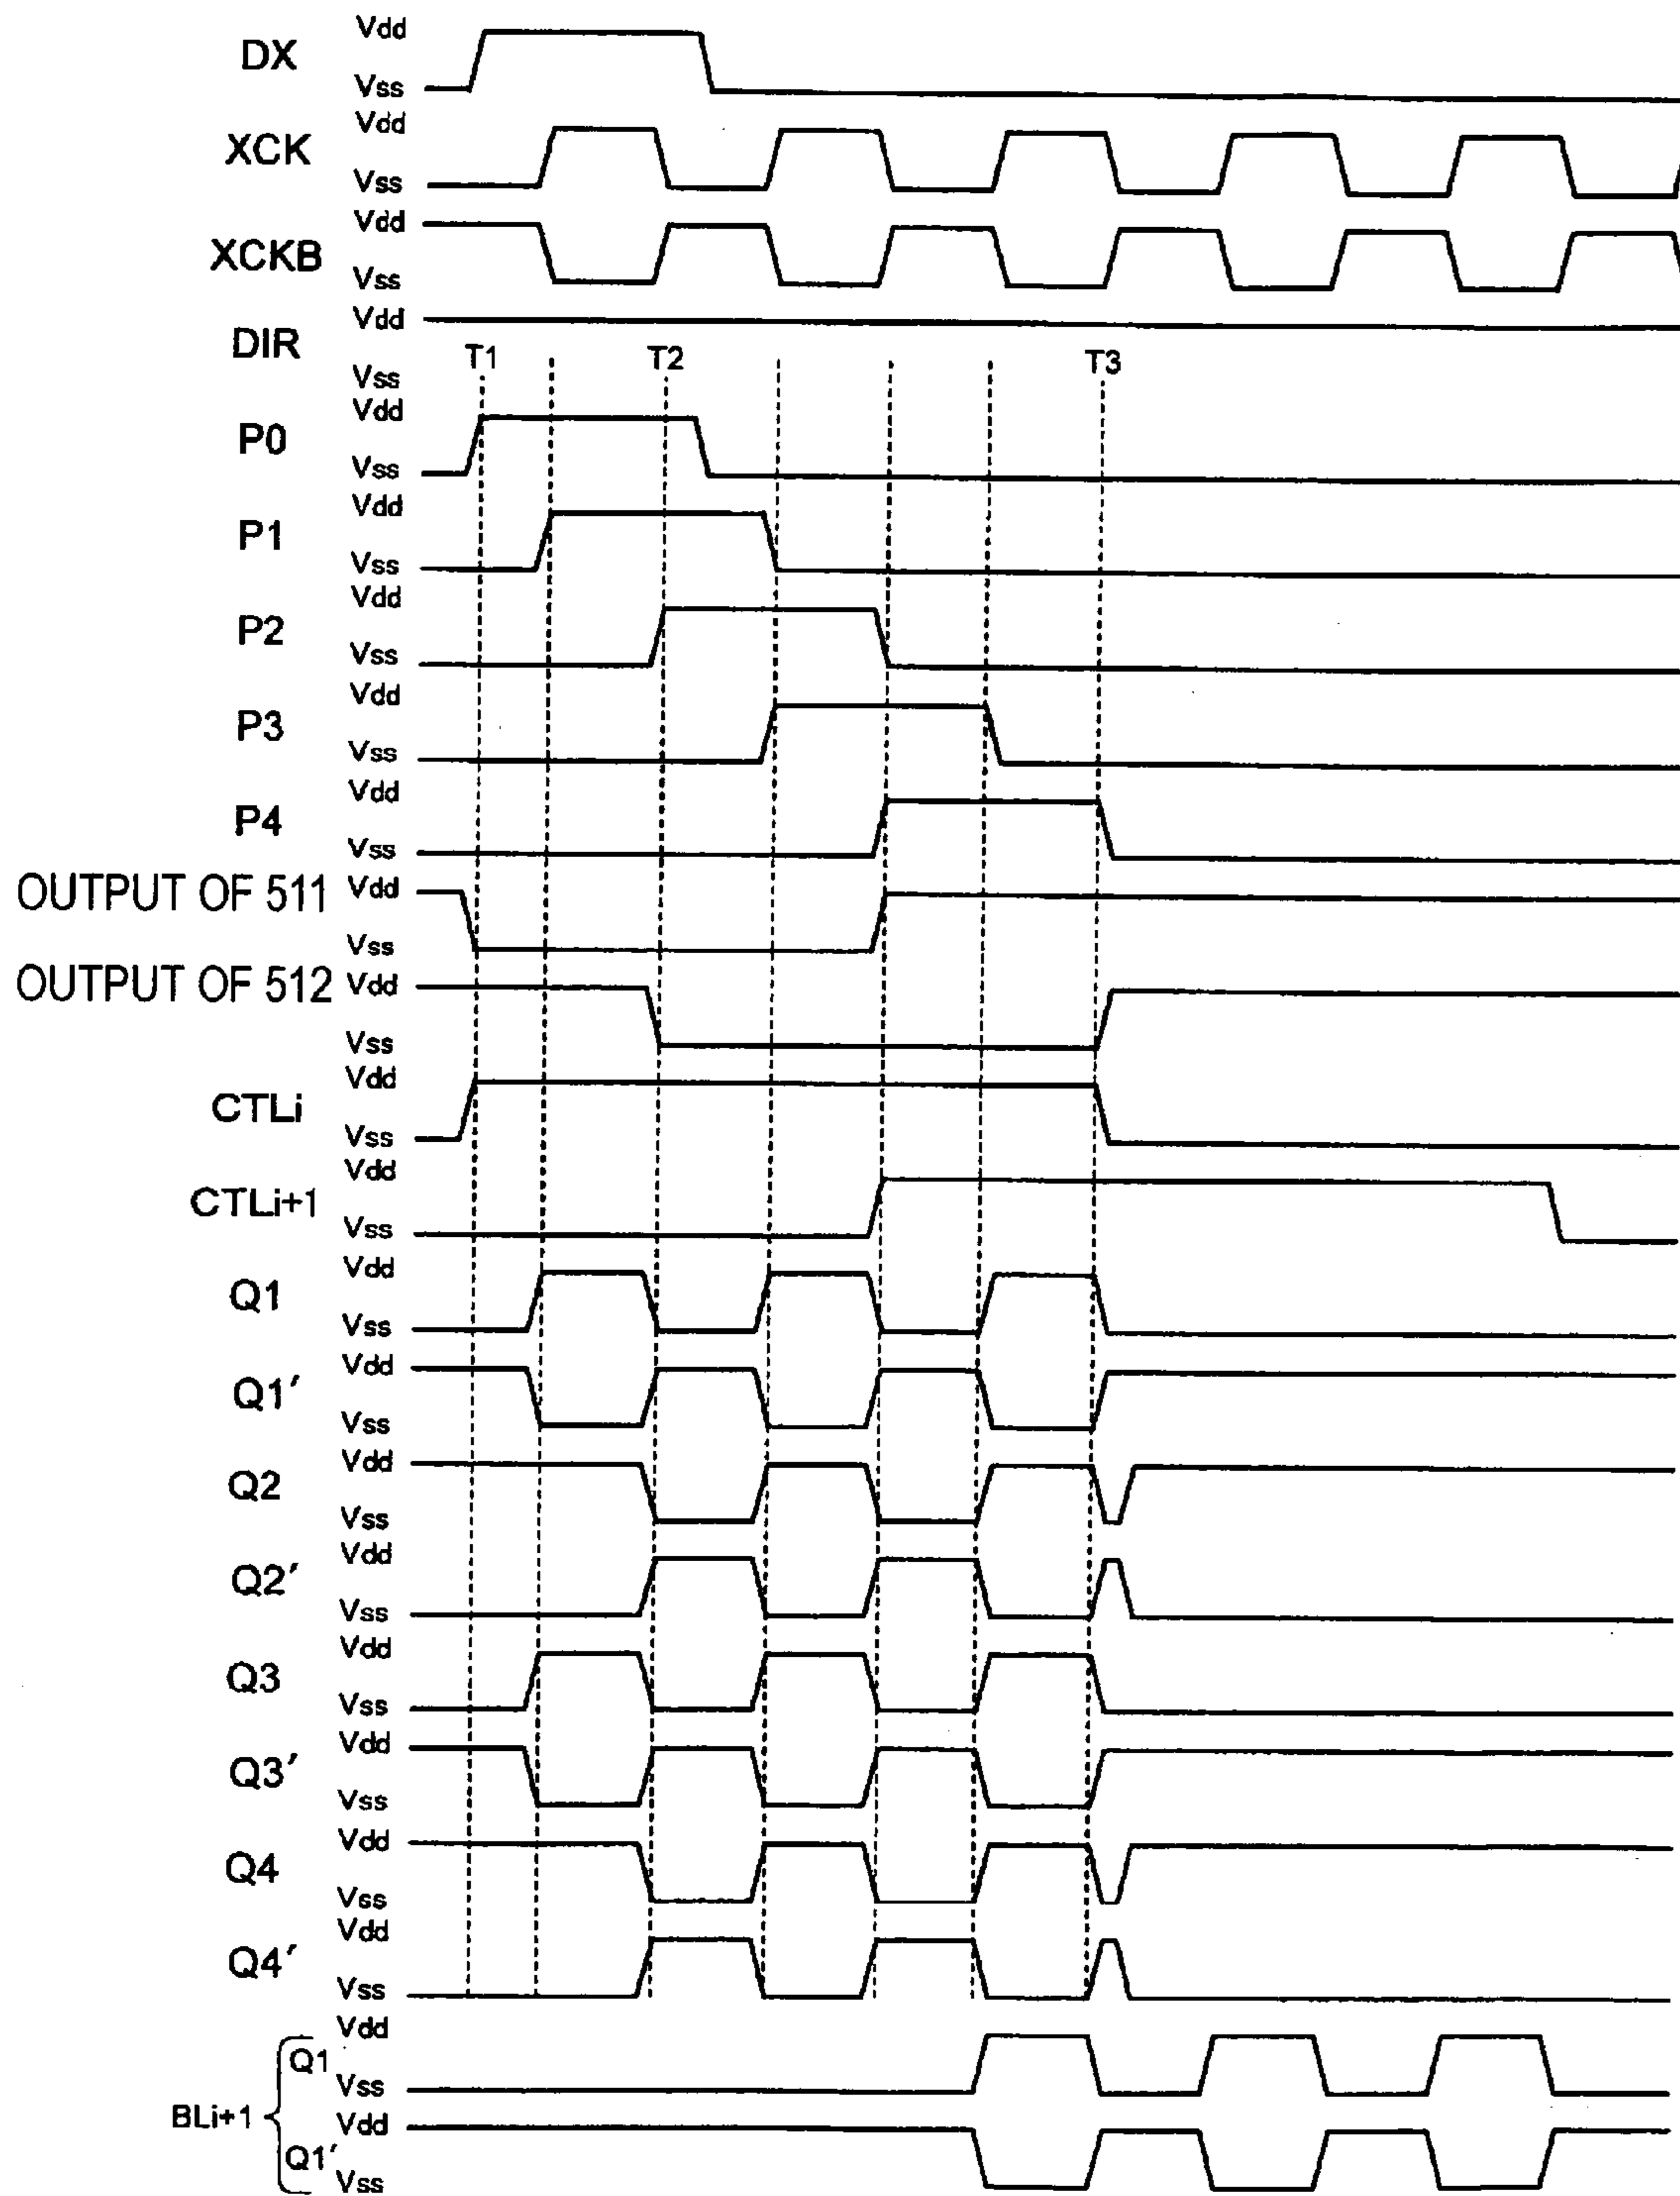 Vdd
DX
Vss
Vdd
XCK
Vss
Vdd
XCKB
Vss
Vdd
DIR
T1 T2 T3
Vss
Vdd
P0
Vss
Vdd
P1
Vss
Vdd
P2
Vss
Vdd
P3
Vss
Vdd
P4
Vss
OUTPUT OF 511 Vdd
Vss
OUTPUT OF 512 Vdd
Vss
Vdd
CTLi
Vss
Vdd
CTLi+1
Vss
Vdd
Q1
Vss
Vdd
Q1′
Vss
Vdd
Q2
Vss
Vdd
Q2′
Vss
Vdd
Q3
Vss
Vdd
Q3′
Vss
Vdd
Q4
Vss
Vdd
Q4′
Vss
Vdd
Q1
Vss
BLi+1
Vdd
Q1′
Vss